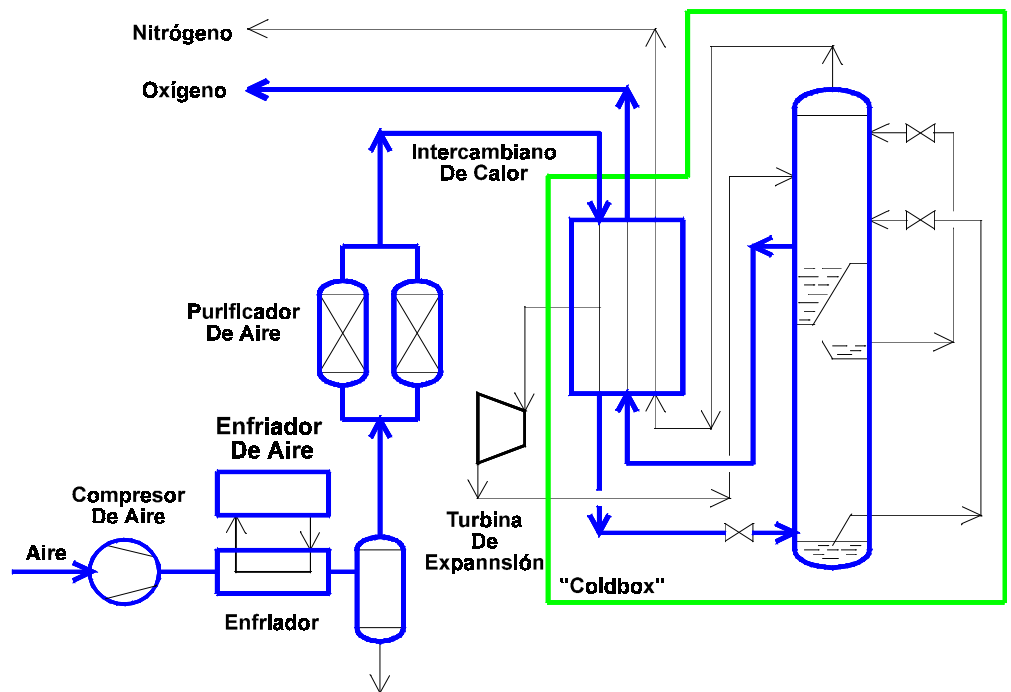 Nitrógeno
Oxígeno
Intercambiano
De Calor
Purificador
De Aire
Enfriador
De Aire
Compresor
De Aire
Aire
Enfriador
Turbina
De
Expannsión
"Coldbox"